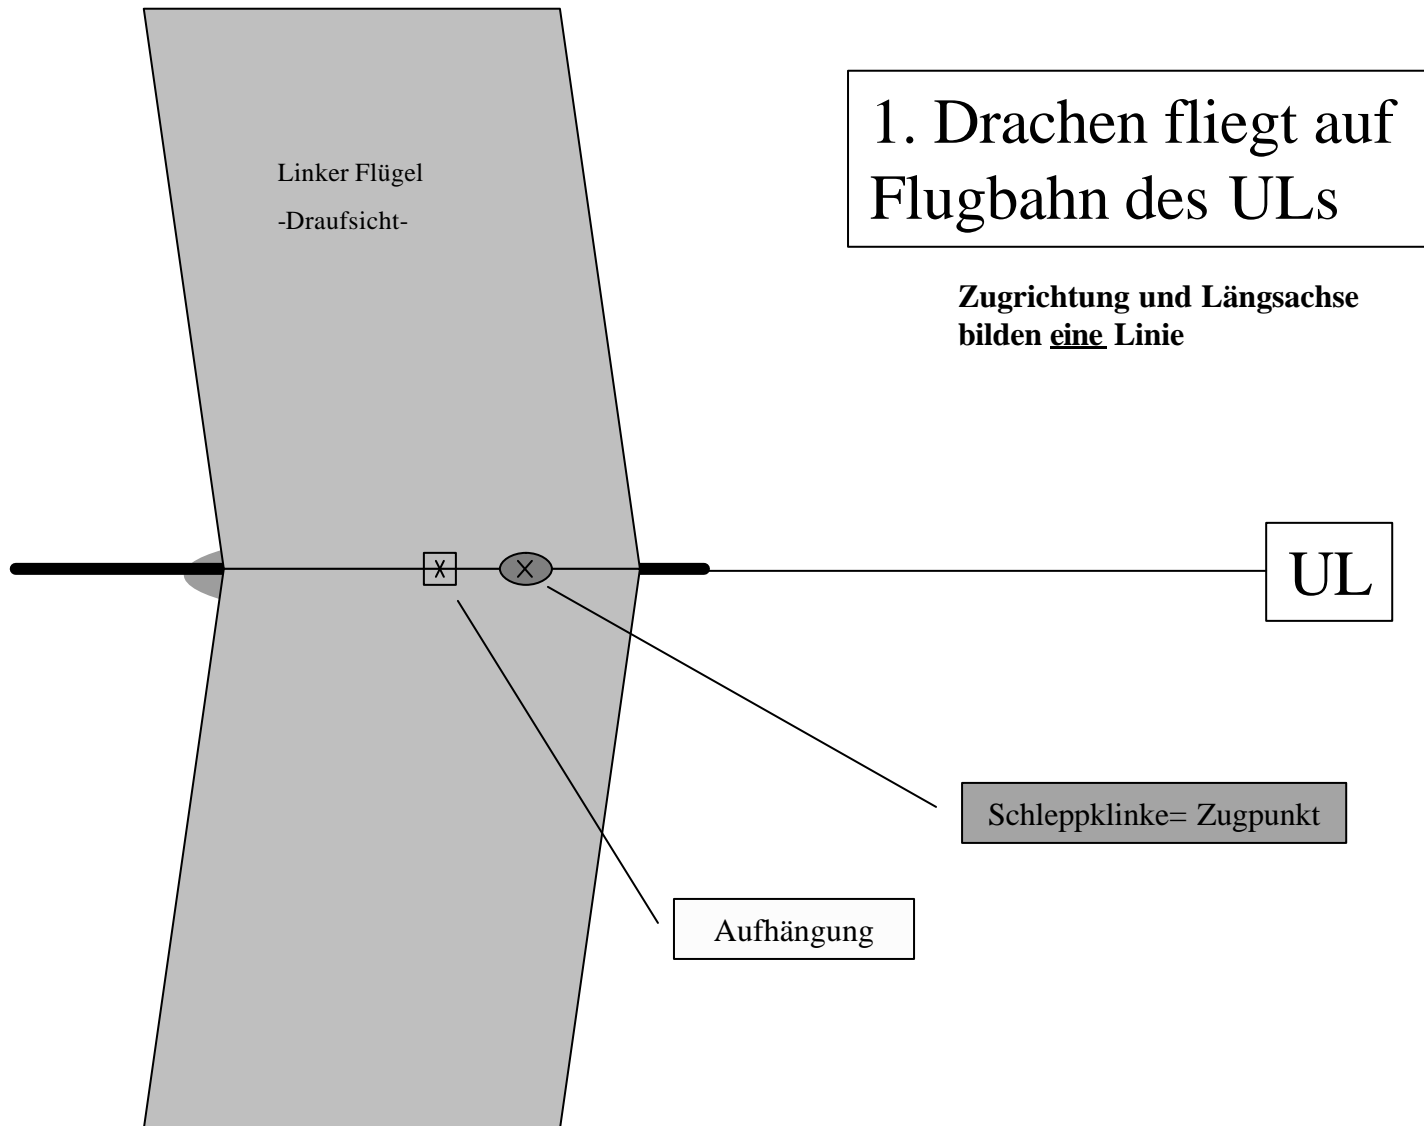 1. Drachen fliegt auf
Flugbahn des ULs
Linker Flügel
-Draufsicht-
Zugrichtung und Längsachse
bilden eine Linie
UL
Schleppklinke= Zugpunkt
Aufhängung